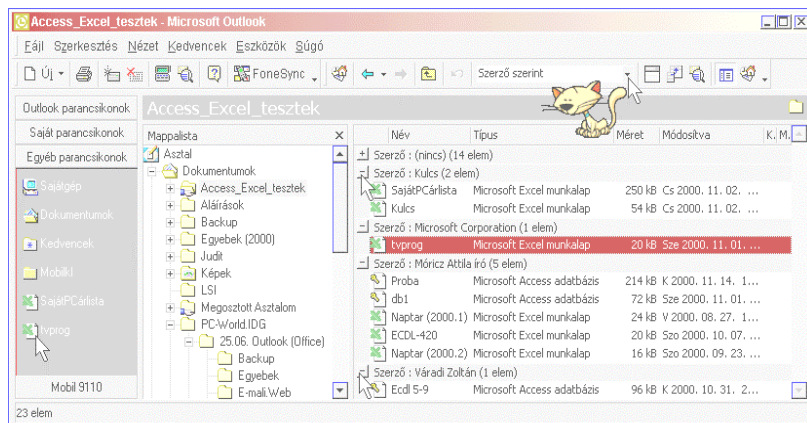 Access_Excel_tesztek - Microsoft Outlook
Fájl Szerkesztés Nézet Kedvencek Eszközök Súgó
Új FoneSync Szerző szerint
Outlook parancsikonok
Saját parancsikonok
Egyéb parancsikonok
Sajátgép
Dokumentumok
Kedvencek
Mobilkl
SajátPCárlista
tvprog
Mobil 9110
Access_Excel_tesztek
Mappalista
Asztal
Dokumentumok
Access_Excel_tesztek
Aláírások
Backup
Egyebek (2000)
Judit
Képek
LSI
Megosztott Asztalom
PC-World.IDG
25.06. Outlook (Office)
Backup
Egyebek
E-mail.Web
Név Típus Méret Módosítva K. M.
Szerző : (nincs) (14 elem)
Szerző : Kulcs (2 elem)
SajátPCárlista Microsoft Excel munkalap 250 kB Cs 2000. 11. 02. ...
Kulcs Microsoft Excel munkalap 54 kB Cs 2000. 11. 02. ...
Szerző : Microsoft Corporation (1 elem)
tvprog Microsoft Excel munkalap 20 kB Sze 2000. 11. 01. ...
Szerző : Móricz Attila író (5 elem)
Proba Microsoft Access adatbázis 214 kB K 2000. 11. 14. 1...
db1 Microsoft Access adatbázis 72 kB Sze 2000. 11. 01. ...
Naptar (2000.1) Microsoft Excel munkalap 24 kB V 2000. 08. 27. 1...
ECDL-420 Microsoft Excel munkalap 20 kB Szo 2000. 10. 07. ...
Naptar (2000.2) Microsoft Excel munkalap 16 kB Szo 2000. 09. 23. ...
Szerző : Váradi Zoltán (1 elem)
Ecdl 5-9 Microsoft Access adatbázis 96 kB K 2000. 10. 31. 2...
23 elem